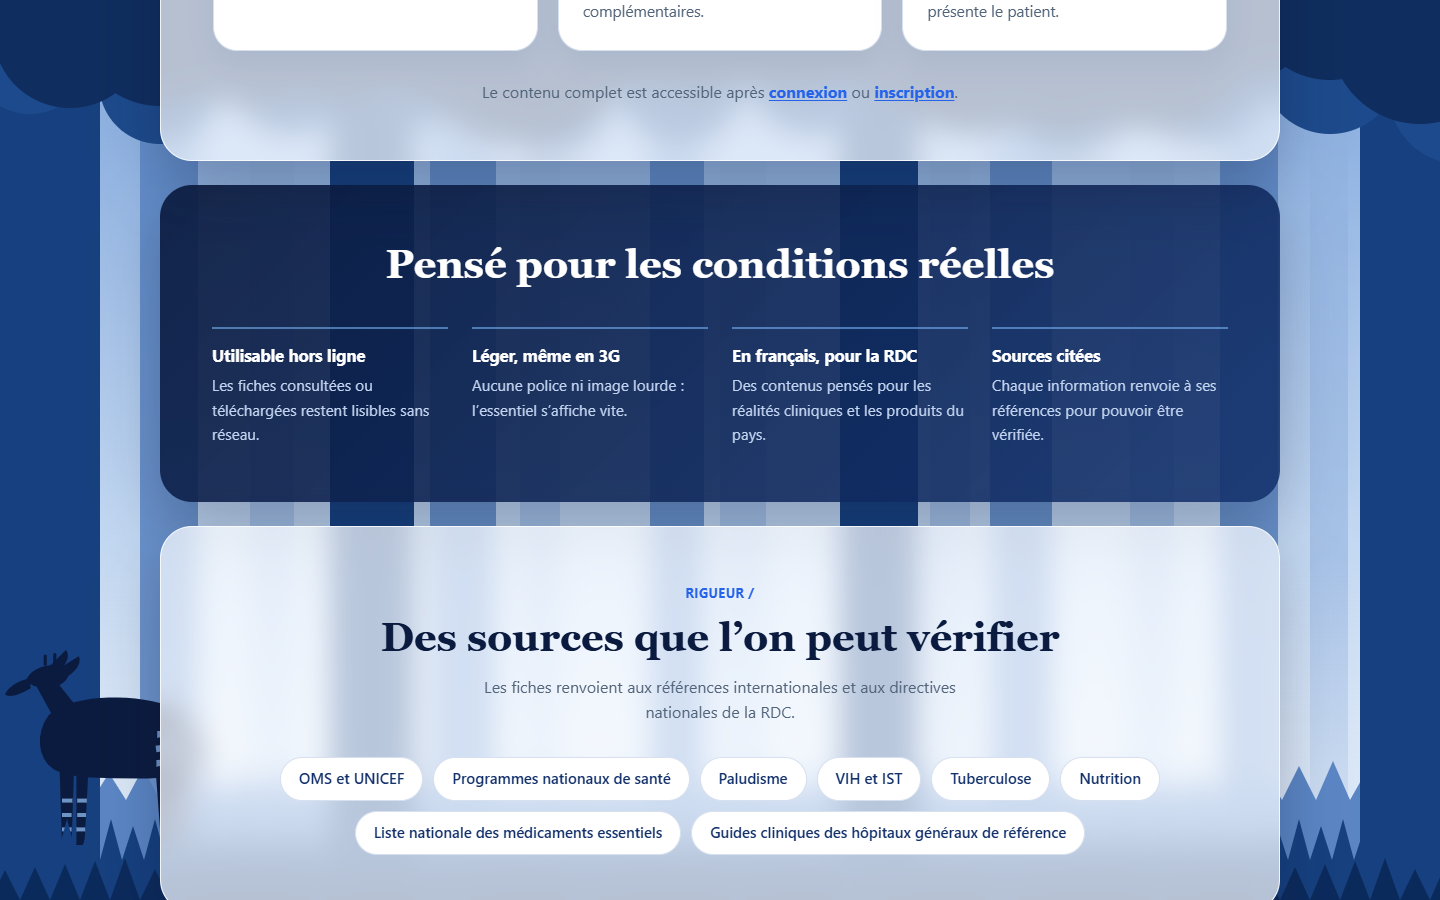 complémentaires.
présente le patient.
Le contenu complet est accessible après connexion ou inscription.
Pensé pour les conditions réelles
Utilisable hors ligne
Les fiches consultées ou
téléchargées restent lisibles sans
réseau.
Léger, même en 3G
Aucune police ni image lourde :
l’essentiel s’affiche vite.
En français, pour la RDC
Des contenus pensés pour les
réalités cliniques et les produits du
pays.
Sources citées
Chaque information renvoie à ses
références pour pouvoir être
vérifiée.
RIGUEUR /
Des sources que l’on peut vérifier
Les fiches renvoient aux références internationales et aux directives
nationales de la RDC.
OMS et UNICEF
Programmes nationaux de santé
Paludisme
VIH et IST
Tuberculose
Nutrition
Liste nationale des médicaments essentiels
Guides cliniques des hôpitaux généraux de référence